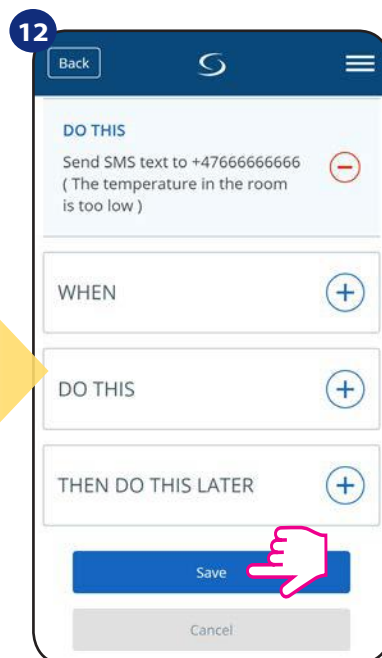 12
Back
DO THIS
Send SMS text to +47666666666
( The temperature in the room
is too low )
WHEN
DO THIS
THEN DO THIS LATER
Save
Cancel